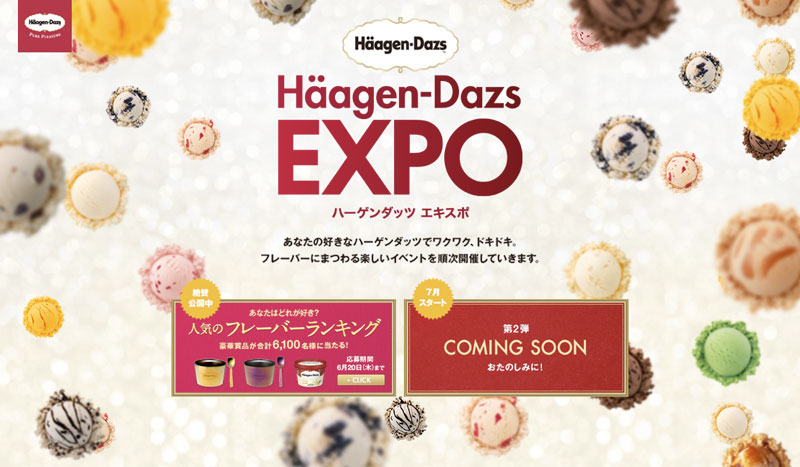 Häagen-Dazs
PURE PLEASURE
Häagen-Dazs
Häagen-Dazs
EXPO
ハーゲンダッツ エキスポ
あなたの好きなハーゲンダッツでワクワク、ドキドキ。
フレーバーにまつわる楽しいイベントを順次開催していきます。
絶賛
公開中
あなたはどれが好き?
人気のフレーバーランキング
豪華賞品が合計6,100名様に当たる!
応募期間
6月20日(木)まで
CLICK
Häagen-Dazs
7月
スタート
第2弾
COMING SOON
おたのしみに!